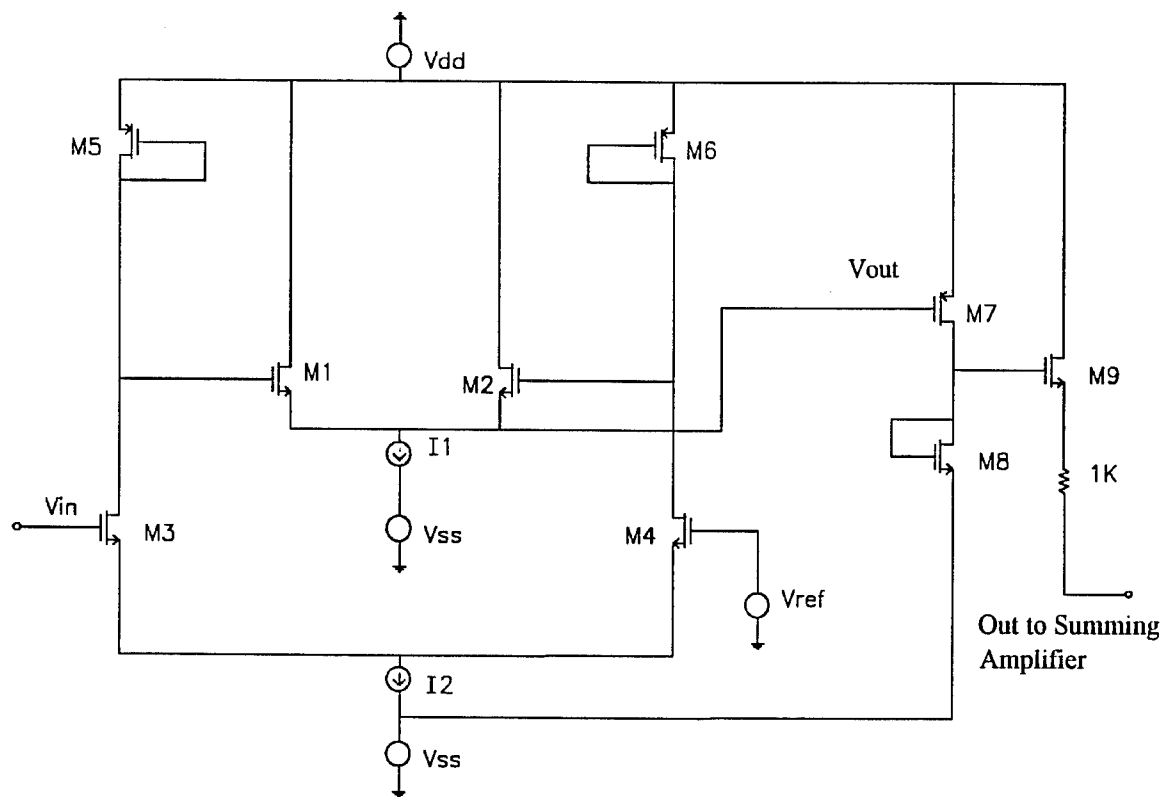 Vdd
M5
M6
Vout
M7
M1
M2
M9
I1
M8
1K
Vin
M3
Vss
M4
Vref
Out to Summing
Amplifier
I2
Vss